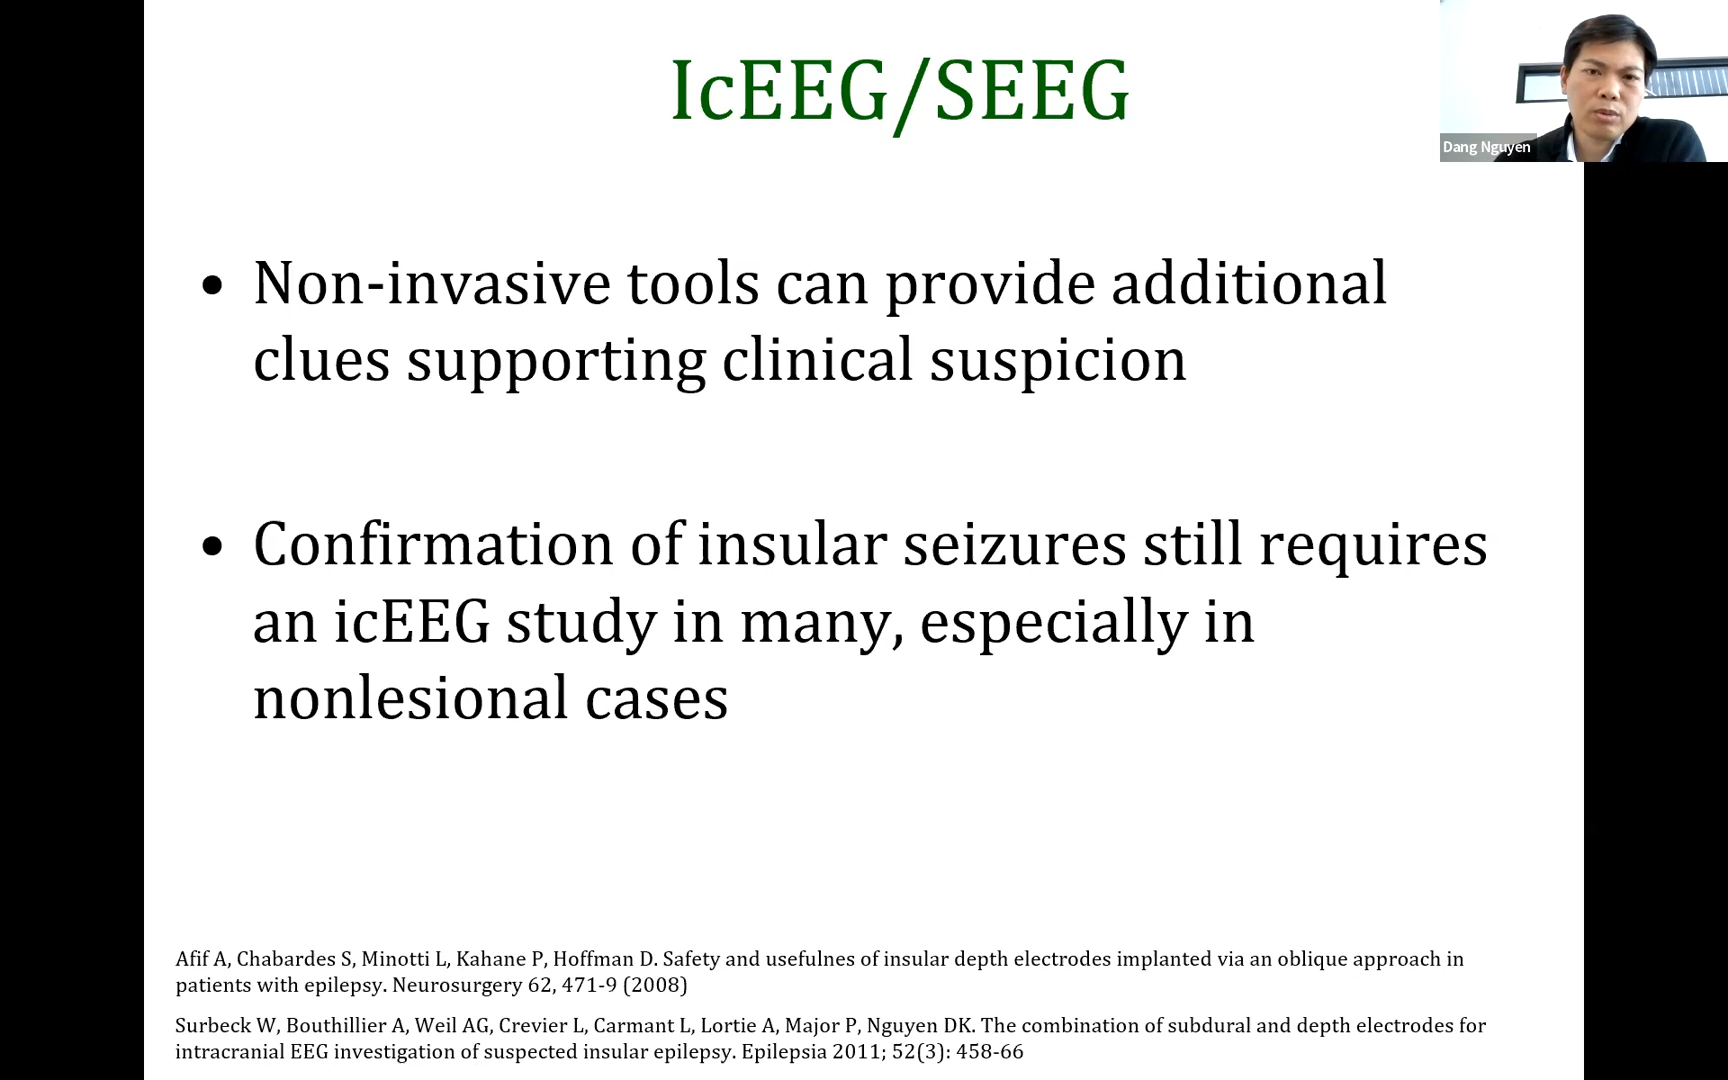 IcEEG/SEEG
Dang Nguyen
• Non-invasive tools can provide additional
clues supporting clinical suspicion
• Confirmation of insular seizures still requires
an icEEG study in many, especially in
nonlesional cases
Afif A, Chabardes S, Minotti L, Kahane P, Hoffman D. Safety and usefulnes of insular depth electrodes implanted via an oblique approach in
patients with epilepsy. Neurosurgery 62, 471-9 (2008)
Surbeck W, Bouthillier A, Weil AG, Crevier L, Carmant L, Lortie A, Major P, Nguyen DK. The combination of subdural and depth electrodes for
intracranial EEG investigation of suspected insular epilepsy. Epilepsia 2011; 52(3): 458-66